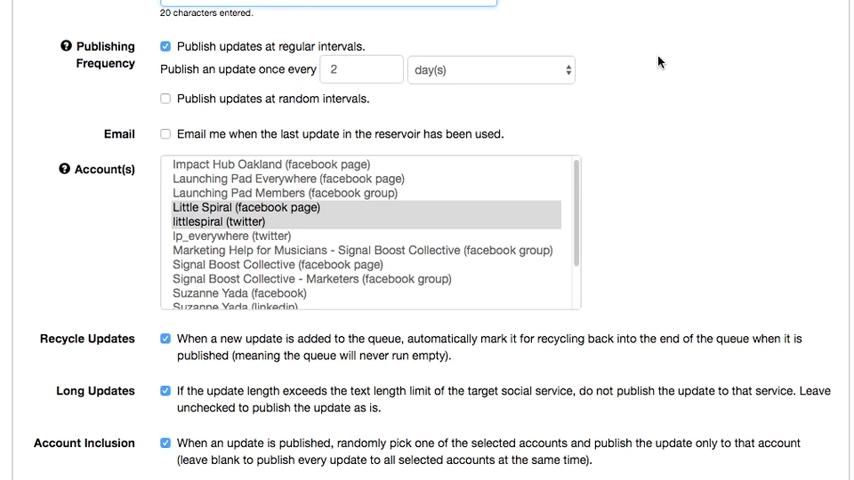 20 characters entered.
Publishing Frequency
Publish updates at regular intervals.
Publish an update once every 2 day(s)
Publish updates at random intervals.
Email
Email me when the last update in the reservoir has been used.
Account(s)
Impact Hub Oakland (facebook page)
Launching Pad Everywhere (facebook page)
Launching Pad Members (facebook group)
Little Spiral (facebook page)
littlespiral (twitter)
lp_everywhere (twitter)
Marketing Help for Musicians - Signal Boost Collective (facebook group)
Signal Boost Collective (facebook page)
Signal Boost Collective - Marketers (facebook group)
Suzanne Yada (facebook)
Suzanne Yada (linkedin)
Recycle Updates
When a new update is added to the queue, automatically mark it for recycling back into the end of the queue when it is
published (meaning the queue will never run empty).
Long Updates
If the update length exceeds the text length limit of the target social service, do not publish the update to that service. Leave
unchecked to publish the update as is.
Account Inclusion
When an update is published, randomly pick one of the selected accounts and publish the update only to that account
(leave blank to publish every update to all selected accounts at the same time).